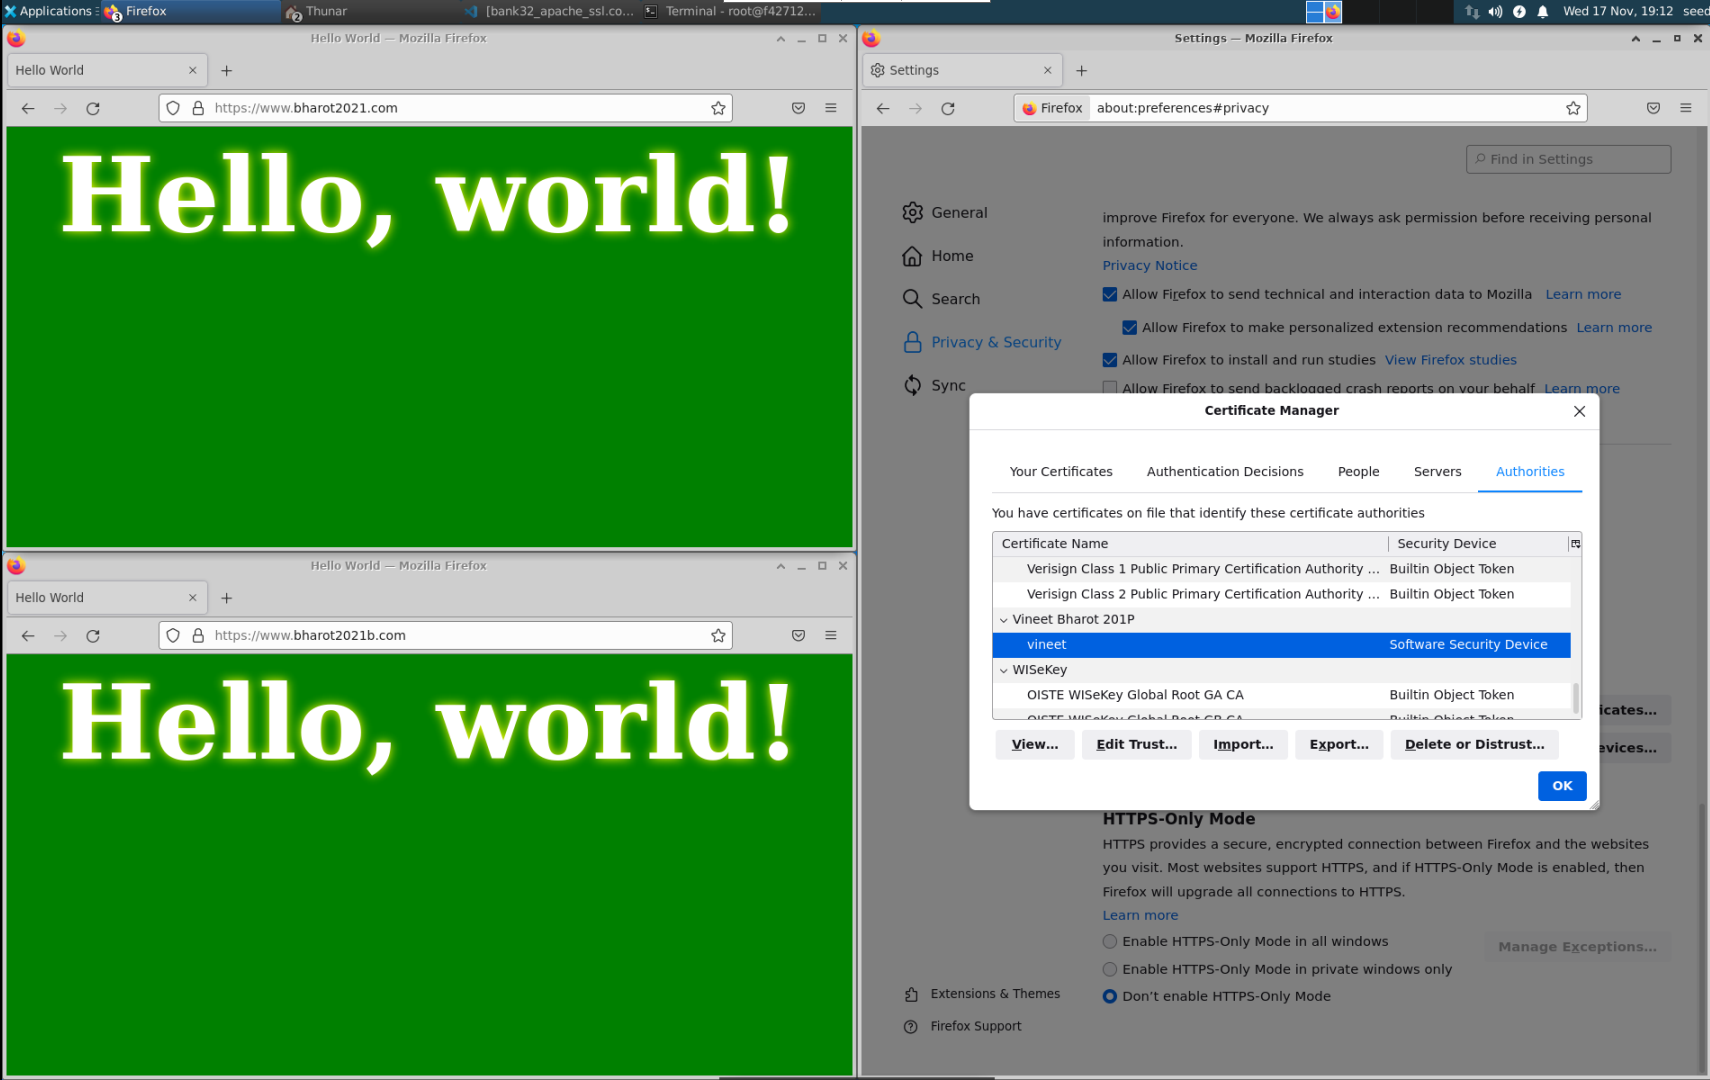 Applications
3 Firefox
2 Thunar
[bank32_apache_ssl.co...
Terminal - root@f42712...
Wed 17 Nov, 19:12
seed
Hello World — Mozilla Firefox
Hello World
https://www.bharot2021.com
Hello, world!
Hello World — Mozilla Firefox
Hello World
https://www.bharot2021b.com
Hello, world!
Settings — Mozilla Firefox
Settings
Firefox about:preferences#privacy
Find in Settings
General
Home
Search
Privacy & Security
Sync
Extensions & Themes
Firefox Support
improve Firefox for everyone. We always ask permission before receiving personal
information.
Privacy Notice
Allow Firefox to send technical and interaction data to Mozilla Learn more
Allow Firefox to make personalized extension recommendations Learn more
Allow Firefox to install and run studies View Firefox studies
Allow Firefox to send backlogged crash reports on your behalf Learn more
Certificate Manager
Your Certificates Authentication Decisions People Servers Authorities
You have certificates on file that identify these certificate authorities
Certificate Name Security Device
Verisign Class 1 Public Primary Certification Authority ... Builtin Object Token
Verisign Class 2 Public Primary Certification Authority ... Builtin Object Token
Vineet Bharot 201P
vineet Software Security Device
WISeKey
OISTE WISeKey Global Root GA CA Builtin Object Token
OISTE WISeKey Global Root GB CA Builtin Object Token
View... Edit Trust... Import... Export... Delete or Distrust...
OK
icates...
evices...
HTTPS-Only Mode
HTTPS provides a secure, encrypted connection between Firefox and the websites
you visit. Most websites support HTTPS, and if HTTPS-Only Mode is enabled, then
Firefox will upgrade all connections to HTTPS.
Learn more
Enable HTTPS-Only Mode in all windows
Manage Exceptions...
Enable HTTPS-Only Mode in private windows only
Don't enable HTTPS-Only Mode